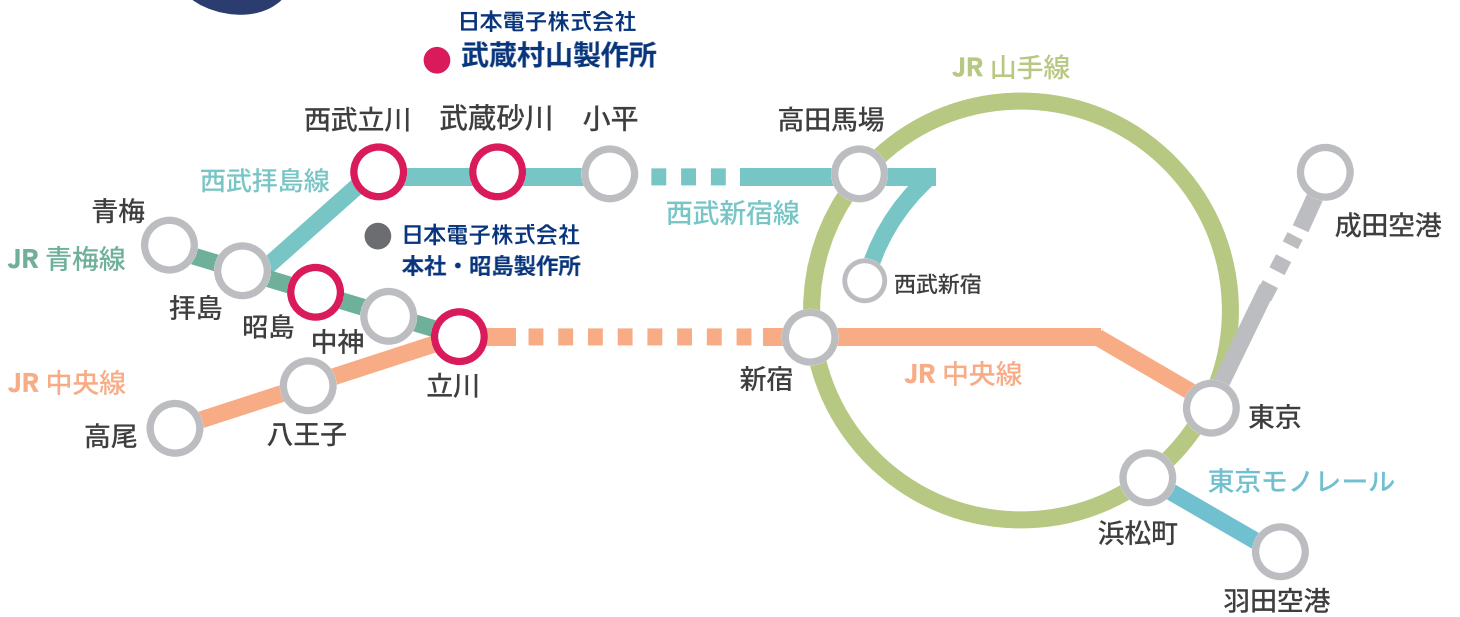 日本電子株式会社
武蔵村山製作所
JR 山手線
西武立川
武蔵砂川
小平
高田馬場
西武拝島線
青梅
西武新宿線
成田空港
日本電子株式会社
本社・昭島製作所
JR 青梅線
西武新宿
拝島
昭島
中神
JR 中央線
立川
新宿
JR 中央線
高尾
八王子
東京
東京モノレール
浜松町
羽田空港